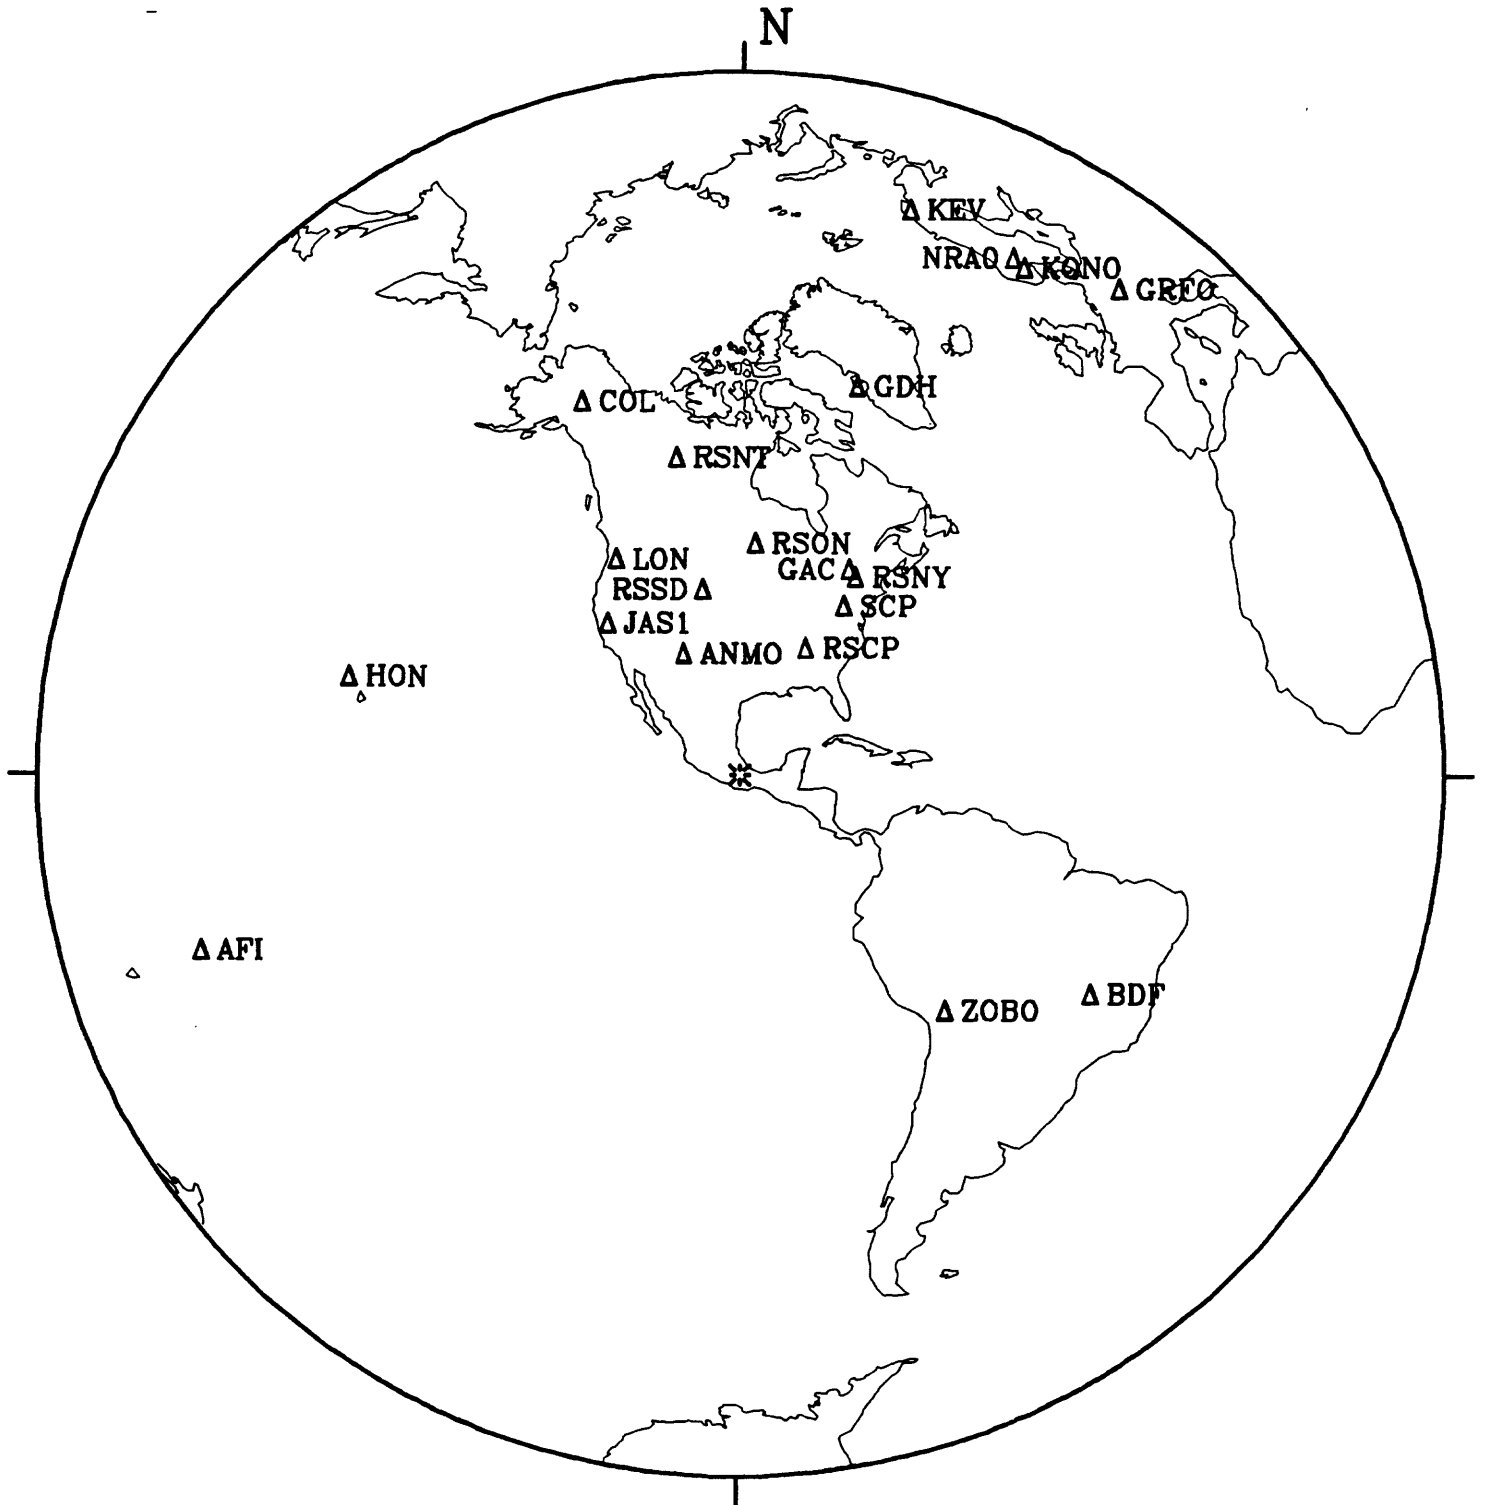 N
KEV
NRAO
KONO
GRFO
GDH
COL
RSNT
RSON
LON
GAC
RSNY
RSSD
SCP
JAS1
RSCP
ANMO
HON
AFI
BDF
ZOBO